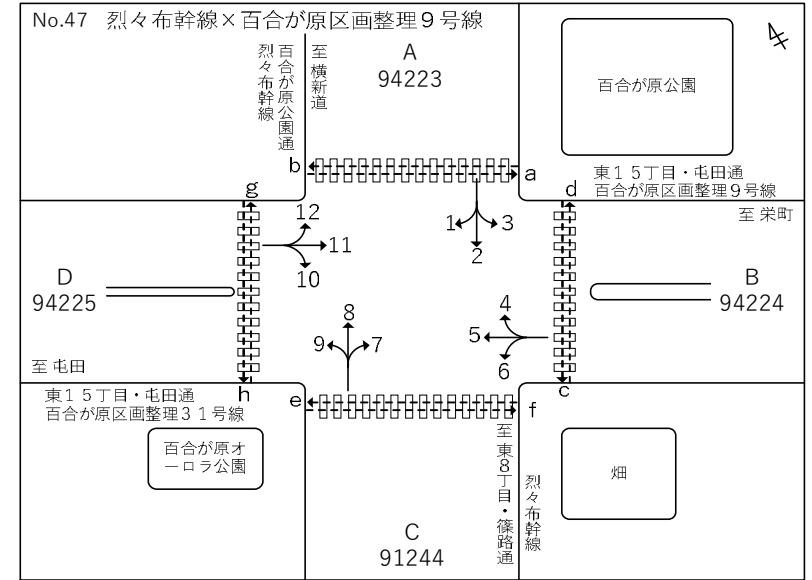 No.47 烈々布幹線×百合が原区画整理９号線
百合が原公園通
烈々布幹線
至 横新道
A
94223
百合が原公園
東１５丁目・屯田通
百合が原区画整理９号線
至 栄町
b
a
g
d
12
11
10
1
3
2
D
94225
B
94224
8
9
7
4
5
6
至 屯田
h
e
f
c
東１５丁目・屯田通
百合が原区画整理３１号線
百合が原オ
ーロラ公園
C
91244
至 東８丁目・篠路通
烈々布幹線
畑